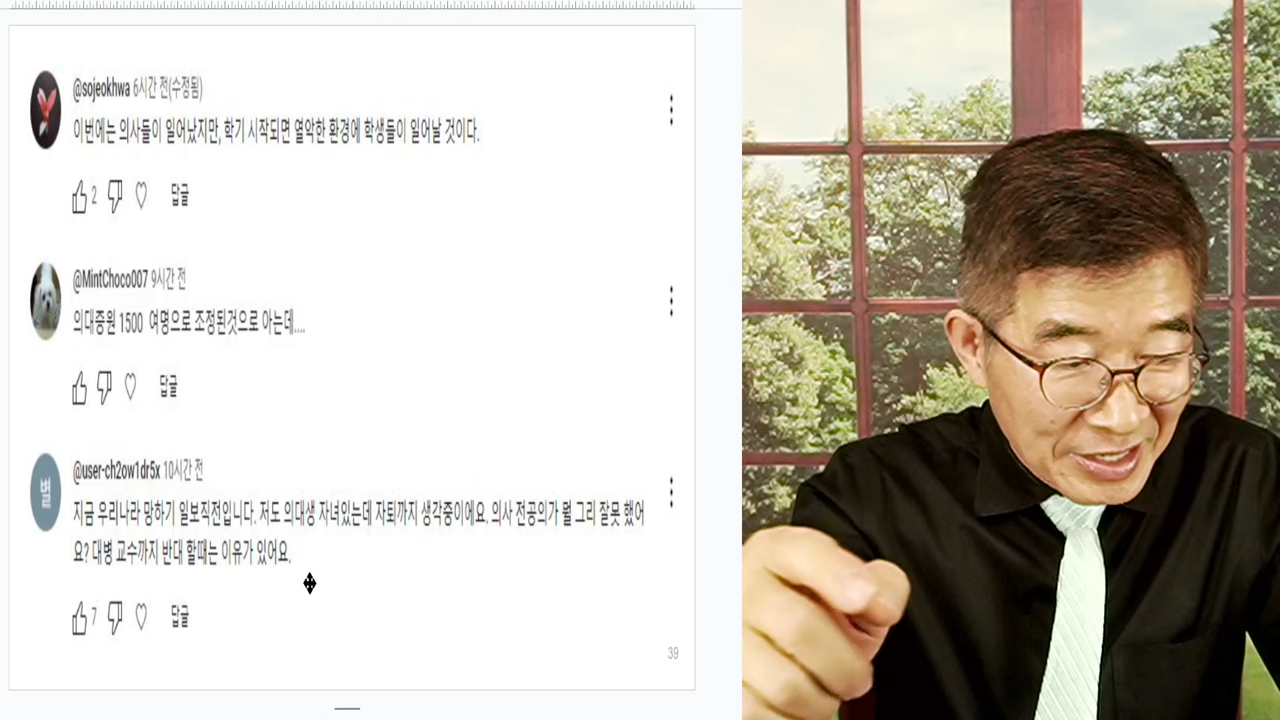 @sojeokhwa 6시간 전(수정됨)
이번에는 의사들이 일어났지만, 학기 시작되면 열악한 환경에 학생들이 일어날 것이다.
2 답글
@MintChoco007 9시간 전
의대증원 1500 여명으로 조정된것으로 아는데....
답글
별
@user-ch2ow1dr5x 10시간 전
지금 우리나라 망하기 일보직전입니다. 저도 의대생 자녀있는데 자퇴까지 생각중이에요. 의사 전공의가 뭘 그리 잘못 했어
요? 대병 교수까지 반대 할때는 이유가 있어요.
7 답글
39